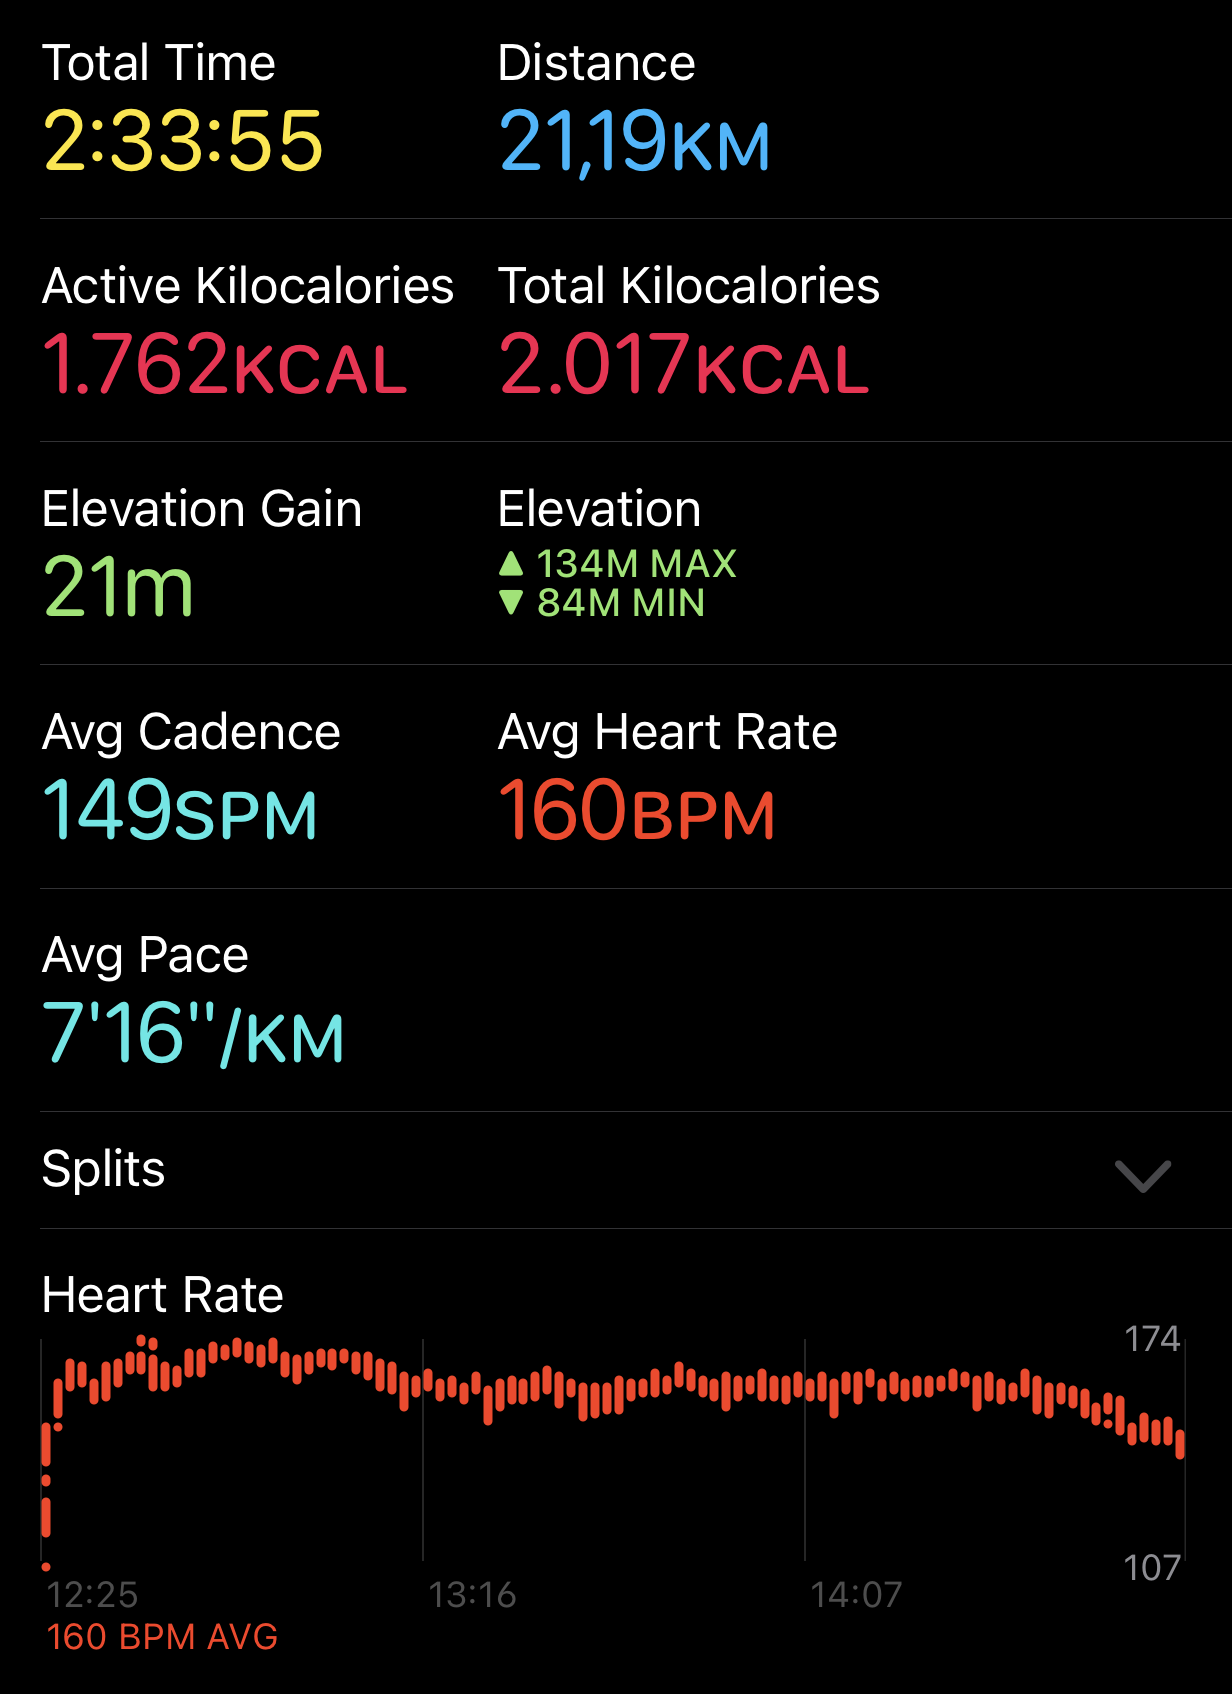 Total Time
Distance
2:33:55
21,19KM
Active Kilocalories
Total Kilocalories
1.762KCAL
2.017KCAL
Elevation Gain
Elevation
21m
▲ 134M MAX
▼ 84M MIN
Avg Cadence
Avg Heart Rate
149SPM
160BPM
Avg Pace
7'16"/KM
Splits
Heart Rate
174
107
12:25
13:16
14:07
160 BPM AVG